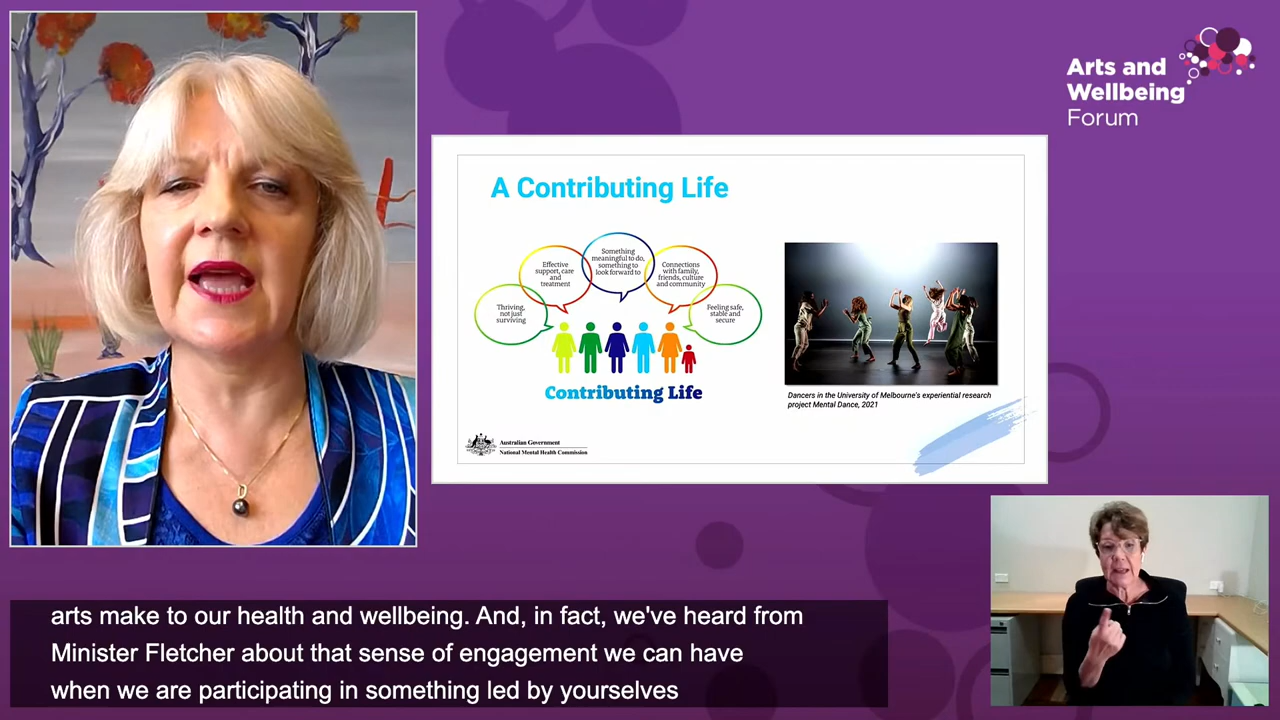 Arts and
Wellbeing
Forum
A Contributing Life
Something
meaningful to do,
something to
look forward to
Effective
support, care
and
treatment
Connections
with family,
friends, culture
and community
Thriving,
not just
surviving
Feeling safe,
stable and
secure
Contributing Life
Dancers in the University of Melbourne's experiential research
project Mental Dance, 2021
Australian Government
National Mental Health Commission
arts make to our health and wellbeing. And, in fact, we've heard from
Minister Fletcher about that sense of engagement we can have
when we are participating in something led by yourselves